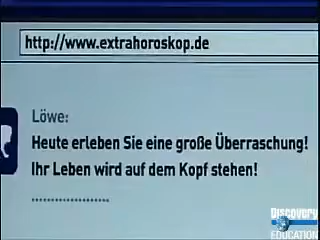 http://www.extrahoroskop.de
Löwe:
Heute erleben Sie eine große Überraschung!
Ihr Leben wird auf dem Kopf stehen!
....................
Discovery
EDUCATION